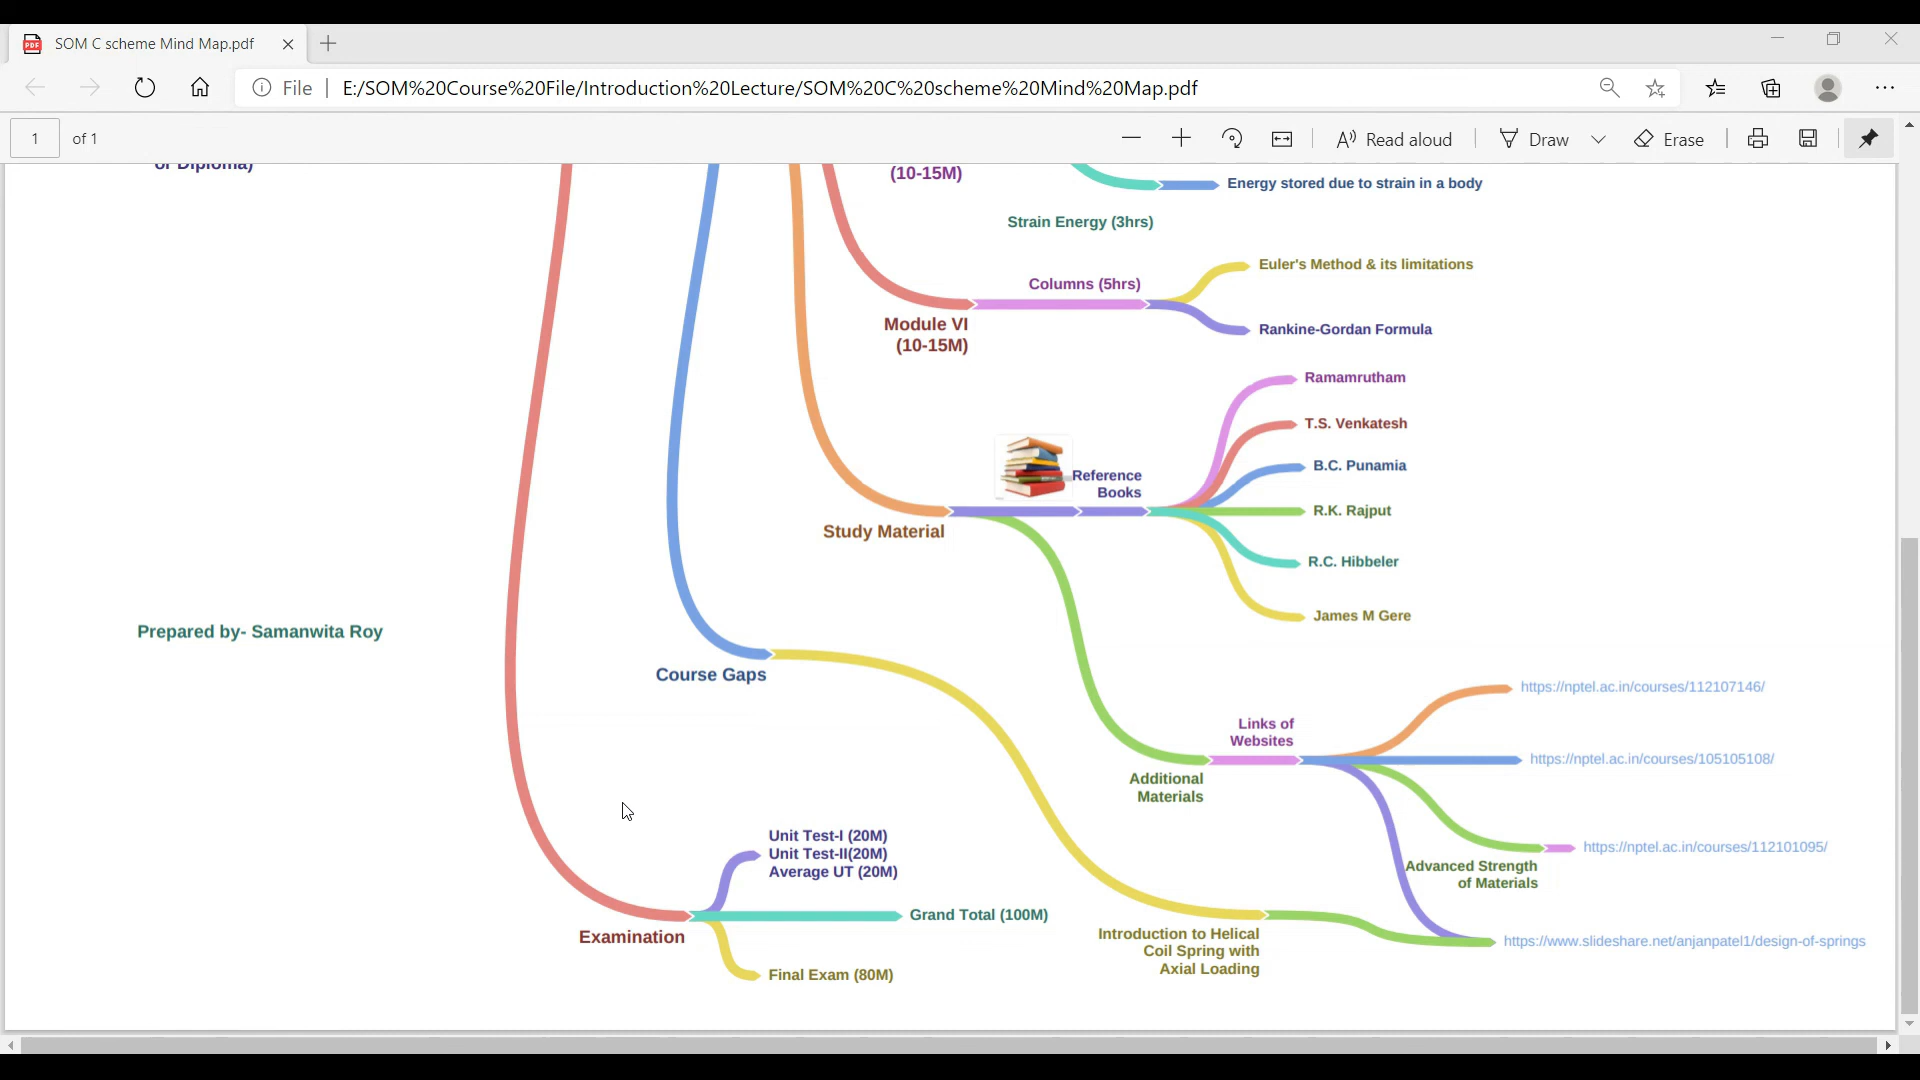 SOM C scheme Mind Map.pdf
File
E:/SOM%20Course%20File/Introduction%20Lecture/SOM%20C%20scheme%20Mind%20Map.pdf
1 of 1
Read aloud
Draw
Erase
or Diploma)
(10-15M)
Energy stored due to strain in a body
Strain Energy (3hrs)
Euler's Method & its limitations
Columns (5hrs)
Module VI
(10-15M)
Rankine-Gordan Formula
Ramamrutham
T.S. Venkatesh
B.C. Punamia
Reference
Books
R.K. Rajput
Study Material
R.C. Hibbeler
James M Gere
Prepared by- Samanwita Roy
Course Gaps
https://nptel.ac.in/courses/112107146/
Links of
Websites
https://nptel.ac.in/courses/105105108/
Additional
Materials
Unit Test-I (20M)
Unit Test-II(20M)
Average UT (20M)
https://nptel.ac.in/courses/112101095/
Advanced Strength
of Materials
Grand Total (100M)
Examination
Introduction to Helical
Coil Spring with
Axial Loading
https://www.slideshare.net/anjanpatel1/design-of-springs
Final Exam (80M)